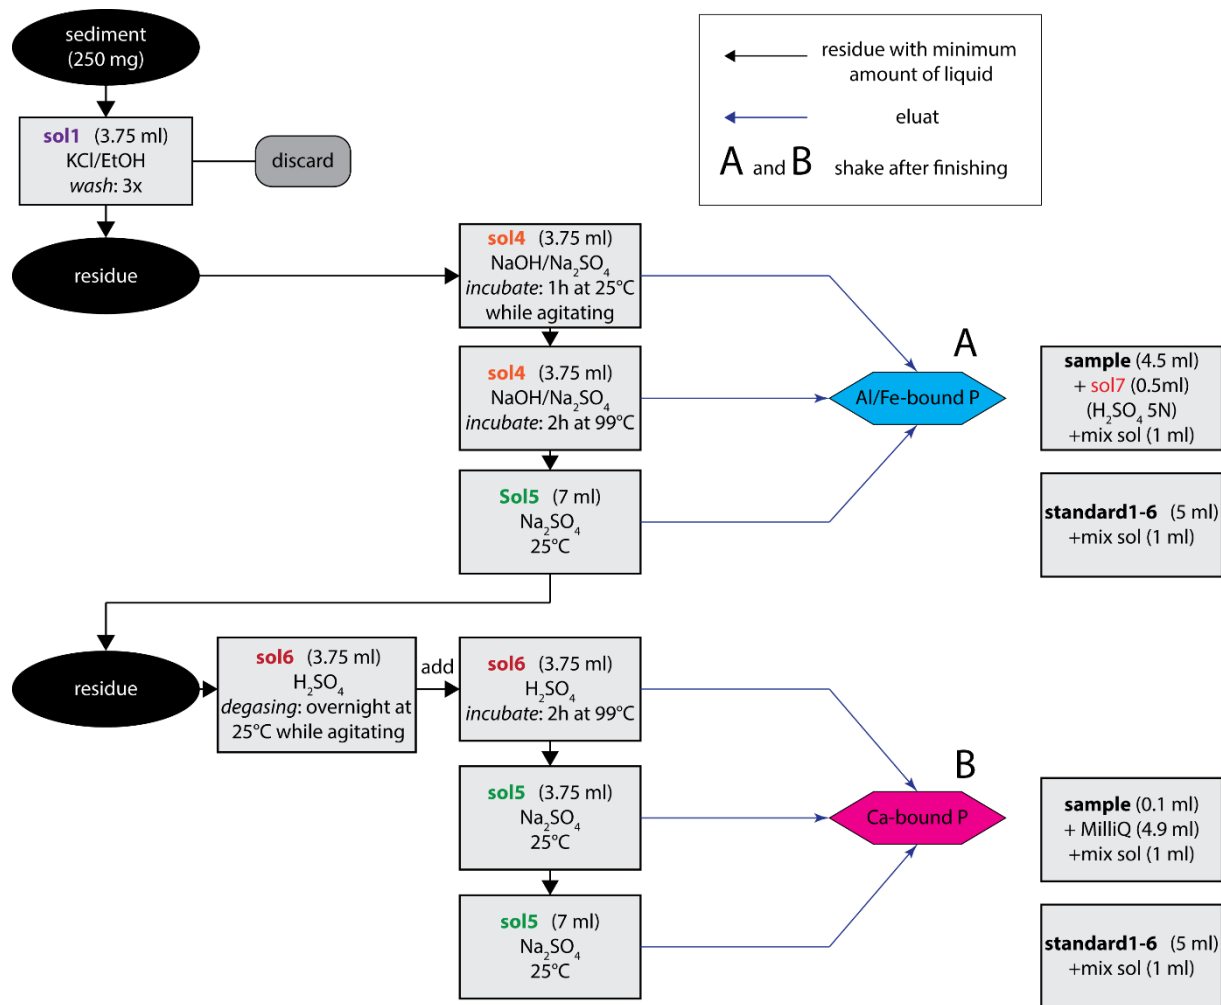 sediment
(250 mg)
sol1 (3.75 ml)
KCl/EtOH
wash: 3x
discard
residue with minimum
amount of liquid
eluat
A and B shake after finishing
residue
sol4 (3.75 ml)
NaOH/Na₂SO₄
incubate: 1h at 25°C
while agitating
sol4 (3.75 ml)
NaOH/Na₂SO₄
incubate: 2h at 99°C
Sol5 (7 ml)
Na₂SO₄
25°C
A
Al/Fe-bound P
sample (4.5 ml)
+ sol7 (0.5ml)
(H₂SO₄ 5N)
+mix sol (1 ml)
standard1-6 (5 ml)
+mix sol (1 ml)
residue
sol6 (3.75 ml)
H₂SO₄
degasing: overnight at
25°C while agitating
add
sol6 (3.75 ml)
H₂SO₄
incubate: 2h at 99°C
sol5 (3.75 ml)
Na₂SO₄
25°C
sol5 (7 ml)
Na₂SO₄
25°C
B
Ca-bound P
sample (0.1 ml)
+ MilliQ (4.9 ml)
+mix sol (1 ml)
standard1-6 (5 ml)
+mix sol (1 ml)